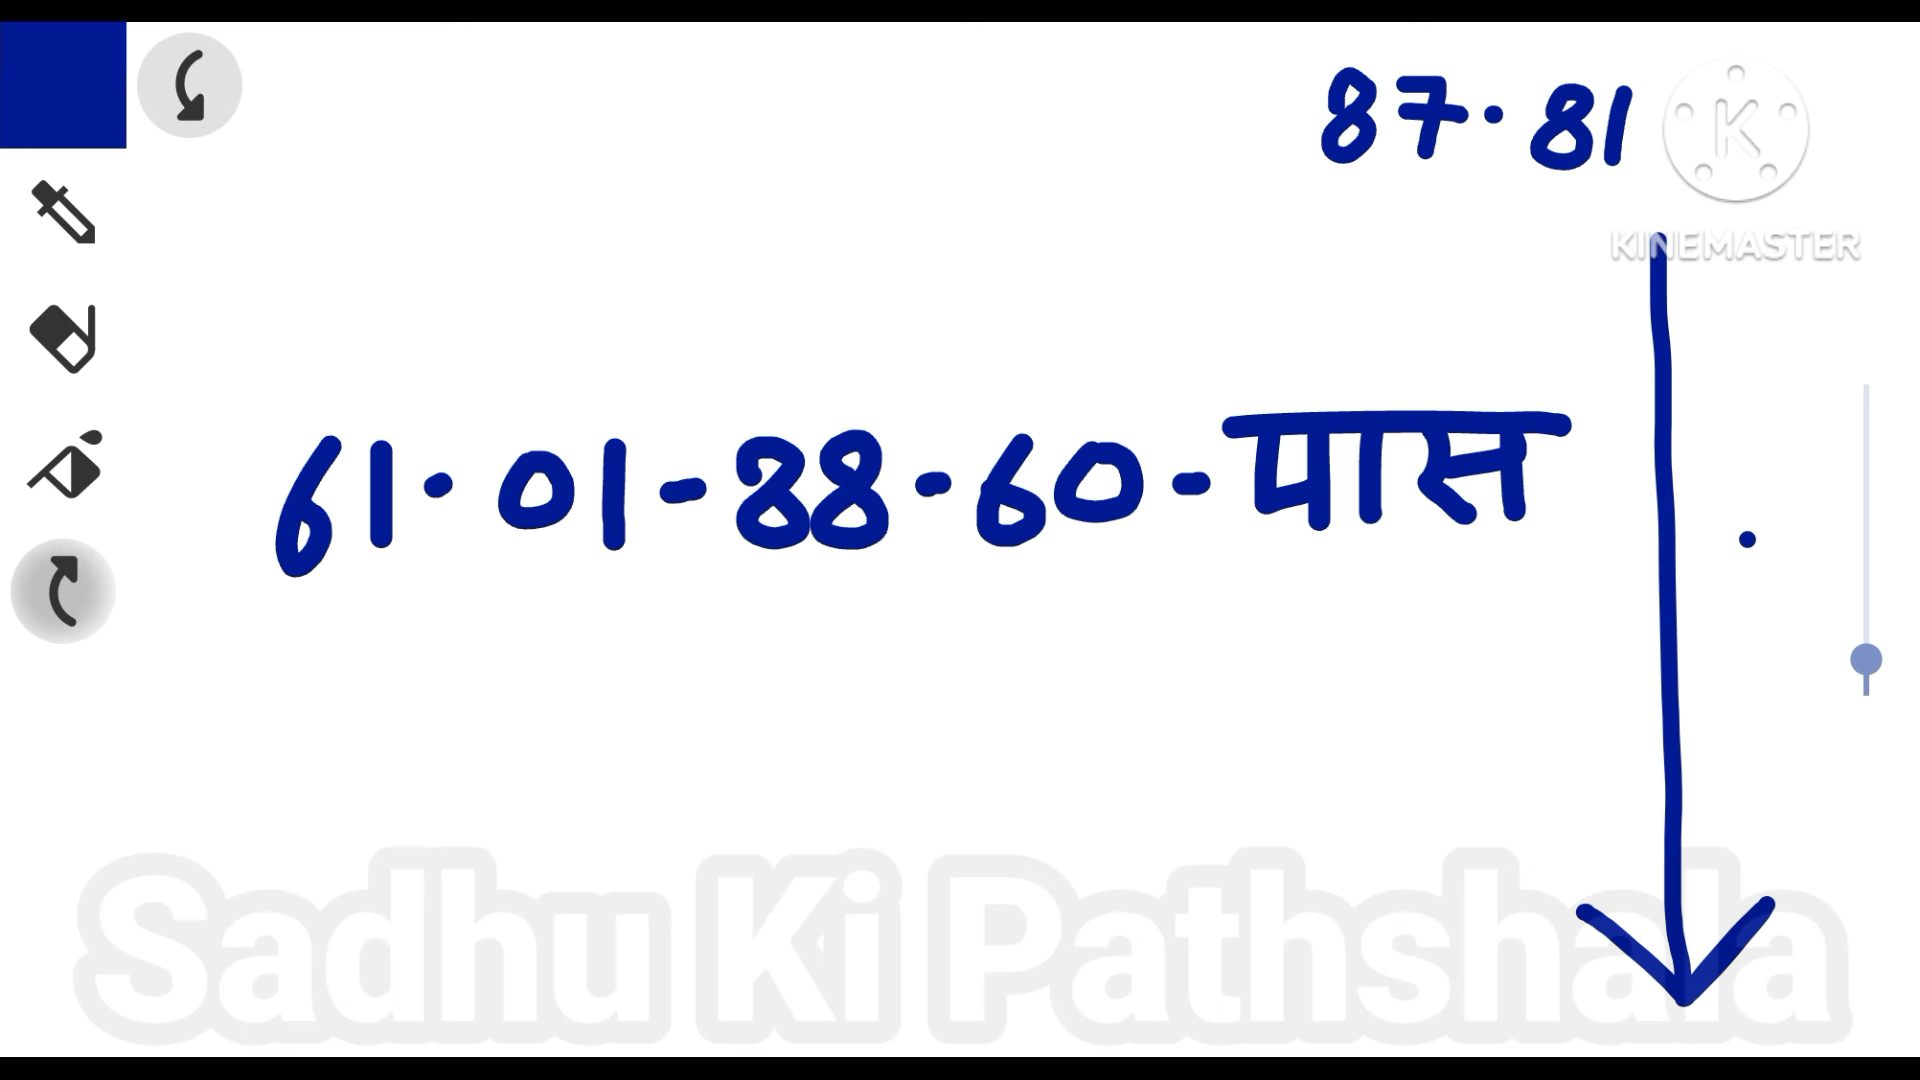 87.81
K
KINEMASTER
61.01-88-60-पास
Sadhu Ki Pathshala